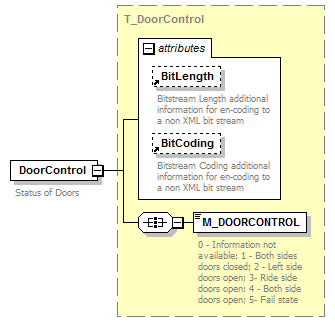 T_DoorControl
attributes
BitLength
Bitstream Length additional
information for en-coding to
a non XML bit stream
BitCoding
Bitstream Coding additional
information for en-coding to
a non XML bit stream
DoorControl
Status of Doors
M_DOORCONTROL
0 - Information not
available; 1 - Both sides
doors closed; 2 - Left side
doors open; 3- Ride side
doors open; 4 - Both side
doors open; 5- Fail state